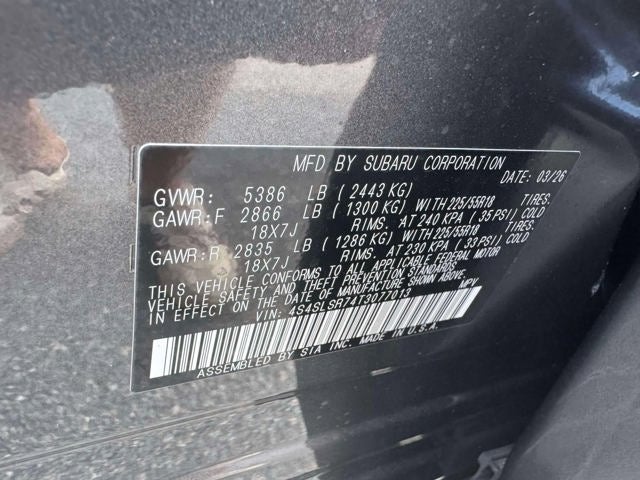 MFD BY SUBARU CORPORATION
DATE: 03/26
GVWR: 5386 LB (2443 KG)
GAWR:F 2866 LB (1300 KG) WITH 225/55R18 TIRES.
18X7J RIMS. AT 240 KPA (35 PSI) COLD
GAWR:R 2835 LB (1286 KG) WITH 225/55R18 TIRES.
18X7J RIMS. AT 230 KPA (33 PSI) COLD
THIS VEHICLE CONFORMS TO ALL APPLICABLE FEDERAL MOTOR
VEHICLE SAFETY AND THEFT PREVENTION STANDARDS
IN EFFECT ON THE DATE OF MANUFACTURE SHOWN ABOVE.
VIN: 4S4SLSR74T3077013 MPV
ASSEMBLED BY SIA INC. MADE IN U.S.A.